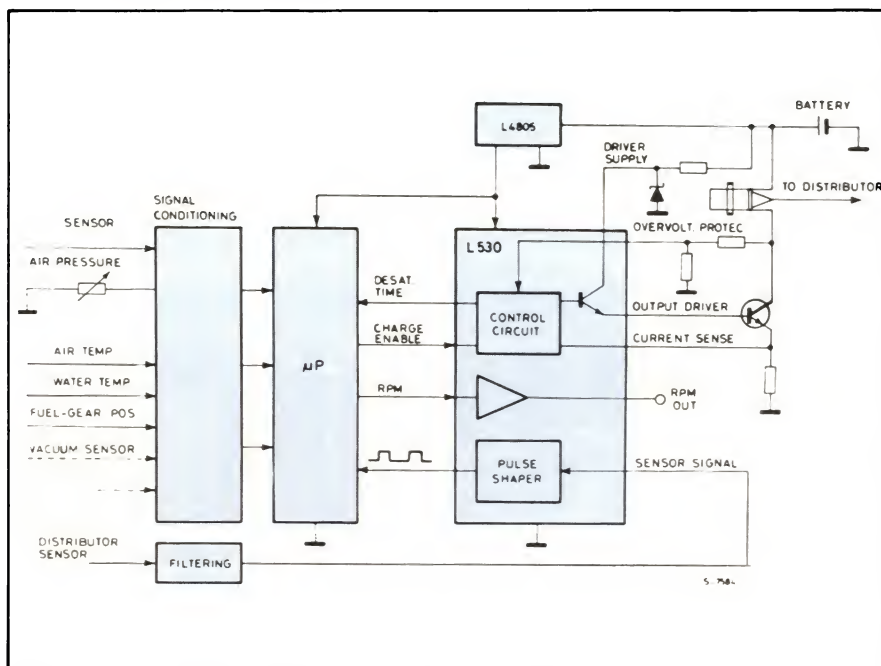 BATTERY
L4805
DRIVER
SUPPLY
TO DISTRIBUTOR
SIGNAL
CONDITIONING
SENSOR
OVERVOLT. PROTEC
L530
AIR PRESSURE
DESAT.
TIME
CONTROL
CIRCUIT
OUTPUT DRIVER
CHARGE
ENABLE
CURRENT SENSE
AIR TEMP
µP
WATER TEMP
RPM
RPM
OUT
FUEL-GEAR POS
VACUUM SENSOR
PULSE
SHAPER
SENSOR SIGNAL
DISTRIBUTOR
SENSOR
FILTERING
S-7584